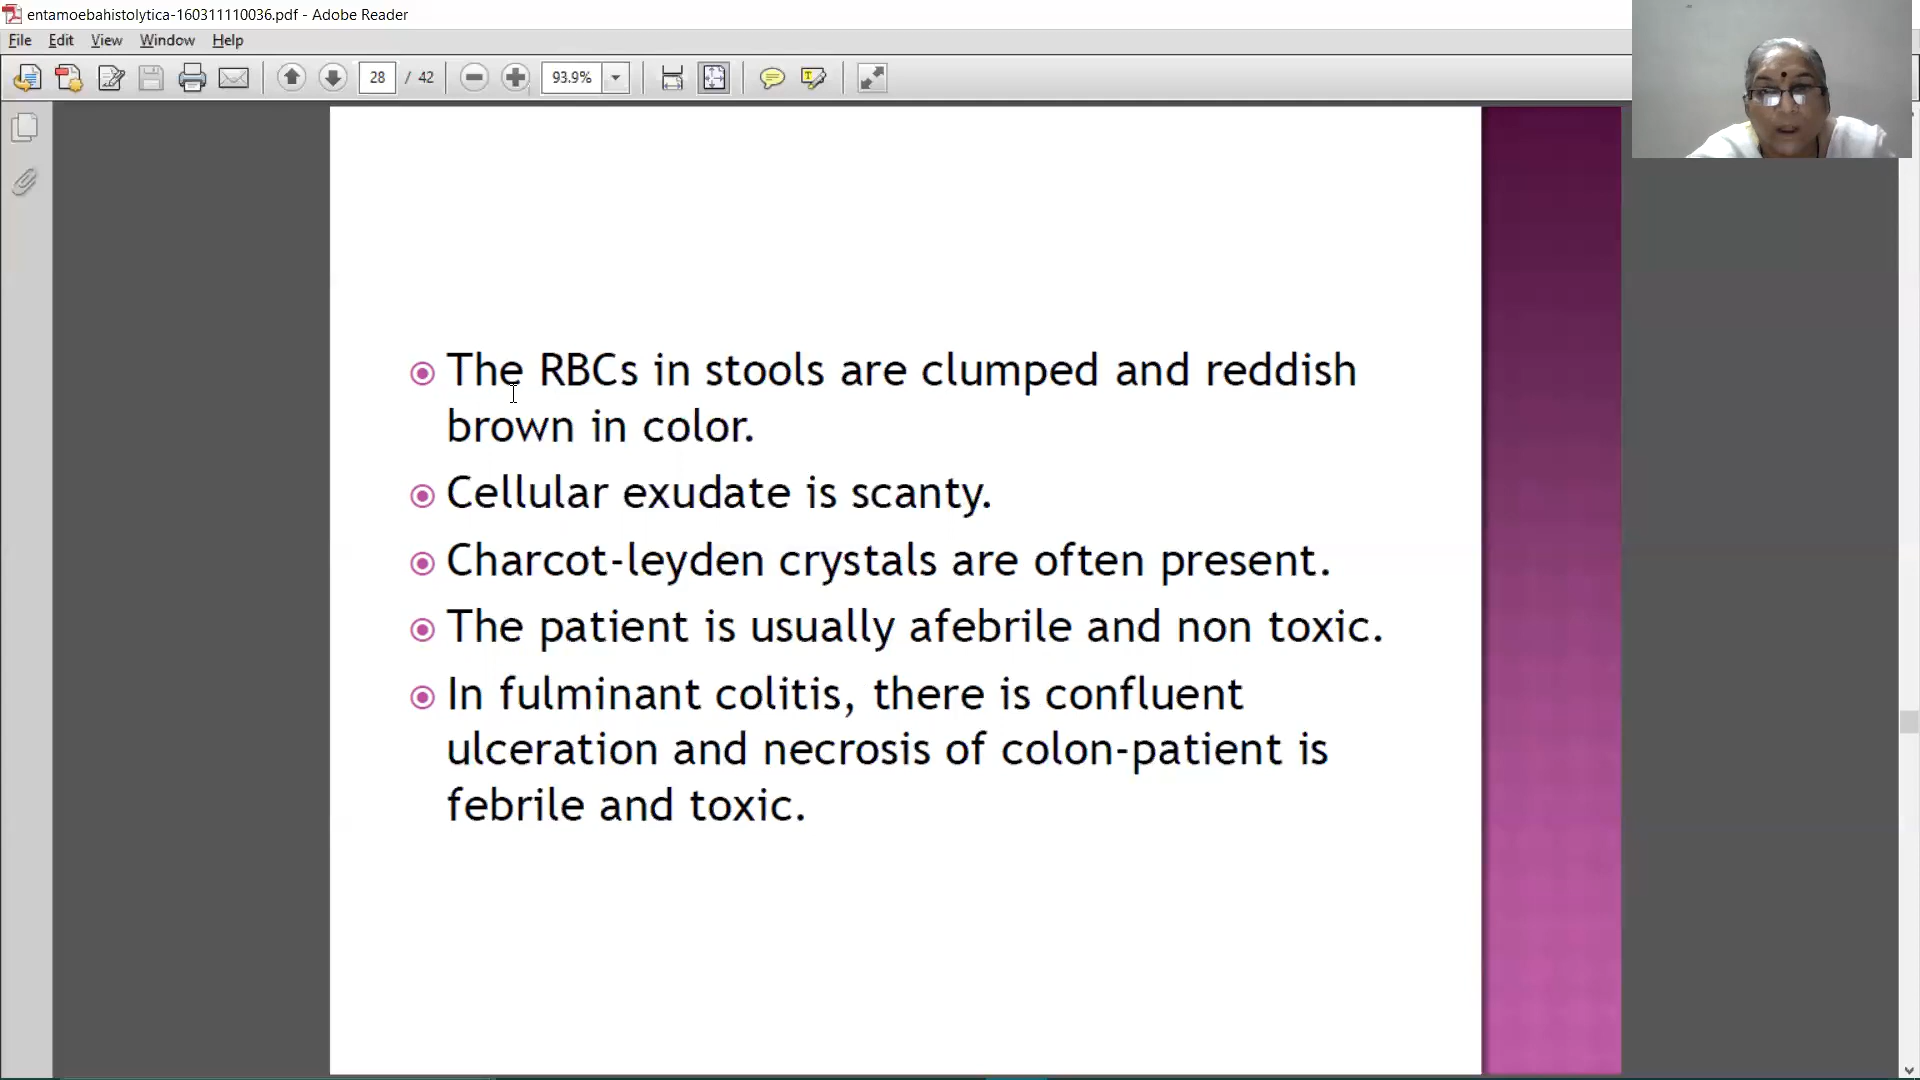 entamoebahistolytica-160311110036.pdf - Adobe Reader
File Edit View Window Help
28 / 42 93.9%
The RBCs in stools are clumped and reddish
brown in color.
Cellular exudate is scanty.
Charcot-leyden crystals are often present.
The patient is usually afebrile and non toxic.
In fulminant colitis, there is confluent
ulceration and necrosis of colon-patient is
febrile and toxic.